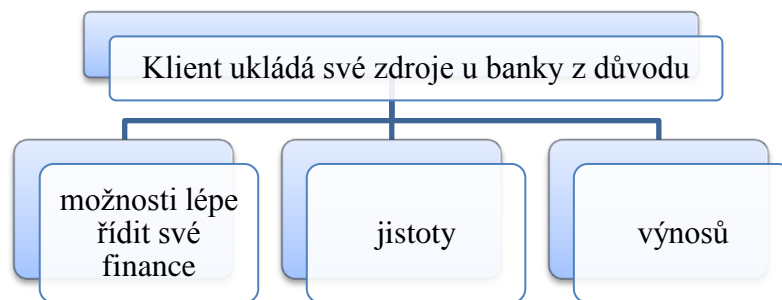 Klient ukládá své zdroje u banky z důvodu
možnosti lépe
řídit své
finance
jistoty
výnosů